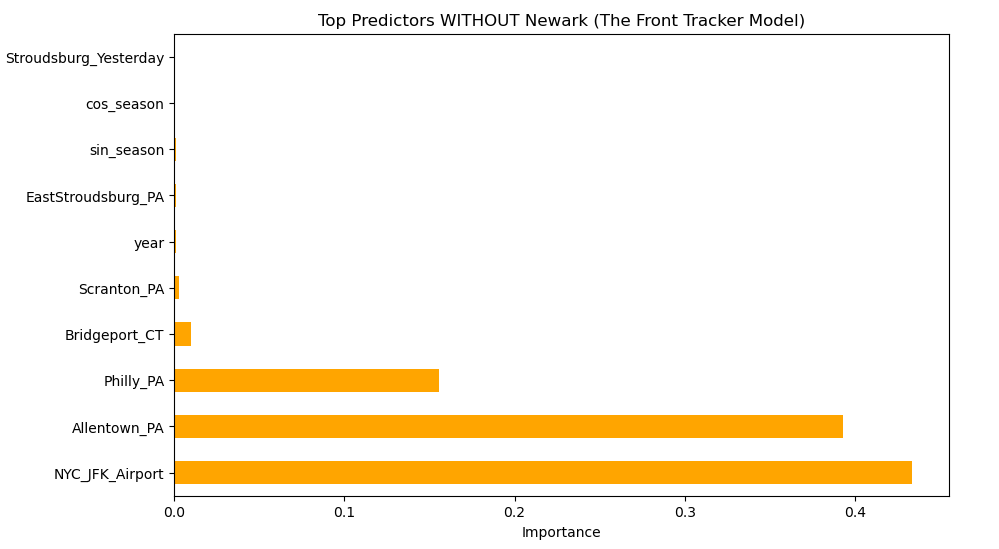 Top Predictors WITHOUT Newark (The Front Tracker Model)
Stroudsburg_Yesterday
cos_season
sin_season
EastStroudsburg_PA
year
Scranton_PA
Bridgeport_CT
Philly_PA
Allentown_PA
NYC_JFK_Airport
0.0 0.1 0.2 0.3 0.4
Importance